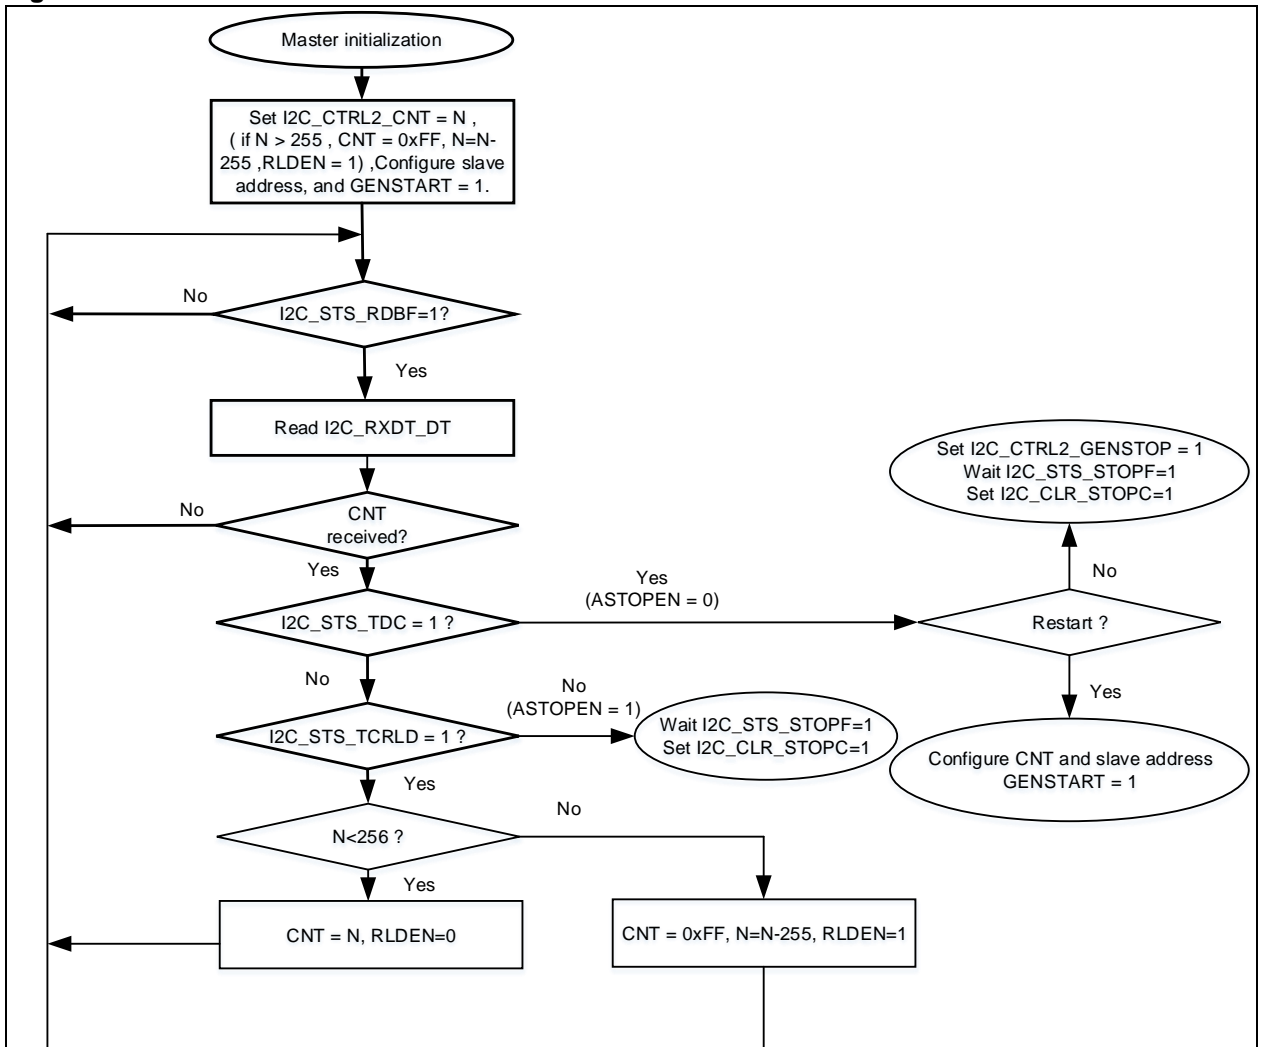 Master initialization
Set I2C_CTRL2_CNT = N ,
( if N > 255 , CNT = 0xFF, N=N-
255 ,RLDEN = 1) ,Configure slave
address, and GENSTART = 1.
No
I2C_STS_RDBF=1?
Yes
Read I2C_RXDT_DT
Set I2C_CTRL2_GENSTOP = 1
Wait I2C_STS_STOPF=1
Set I2C_CLR_STOPC=1
No
CNT
received?
Yes
Yes
(ASTOPEN = 0)
No
I2C_STS_TDC = 1 ?
Restart ?
No
No
(ASTOPEN = 1)
Yes
I2C_STS_TCRLD = 1 ?
Wait I2C_STS_STOPF=1
Set I2C_CLR_STOPC=1
Configure CNT and slave address
GENSTART = 1
Yes
No
N<256 ?
Yes
CNT = N, RLDEN=0
CNT = 0xFF, N=N-255, RLDEN=1